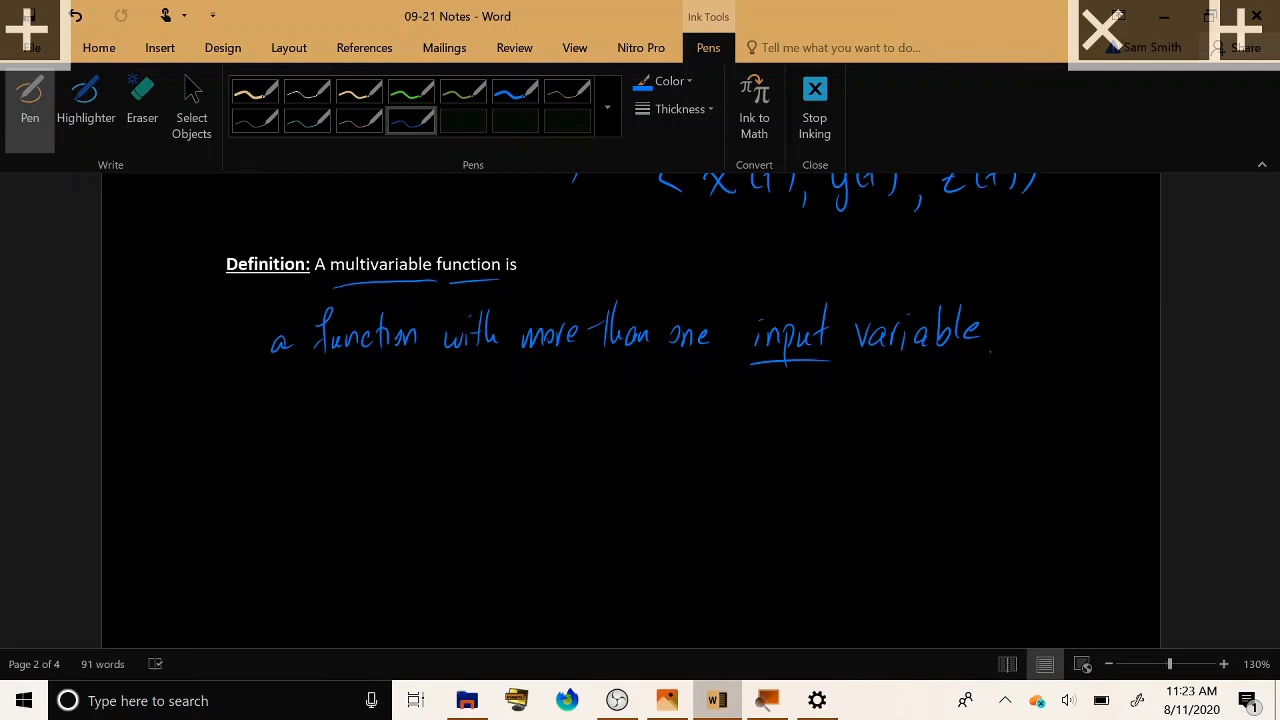 09-21 Notes - Word
Ink Tools
File Home Insert Design Layout References Mailings Review View Nitro Pro Pens Tell me what you want to do... Sam Smith Share
Pen Highlighter Eraser Select Objects
Color
Thickness
Ink to Math
Stop Inking
Write Pens Convert Close
< x(t), y(t), z(t) >
Definition: A multivariable function is
a function with more than one input variable.
Page 2 of 4 91 words 130%
Type here to search
11:23 AM
8/11/2020
1